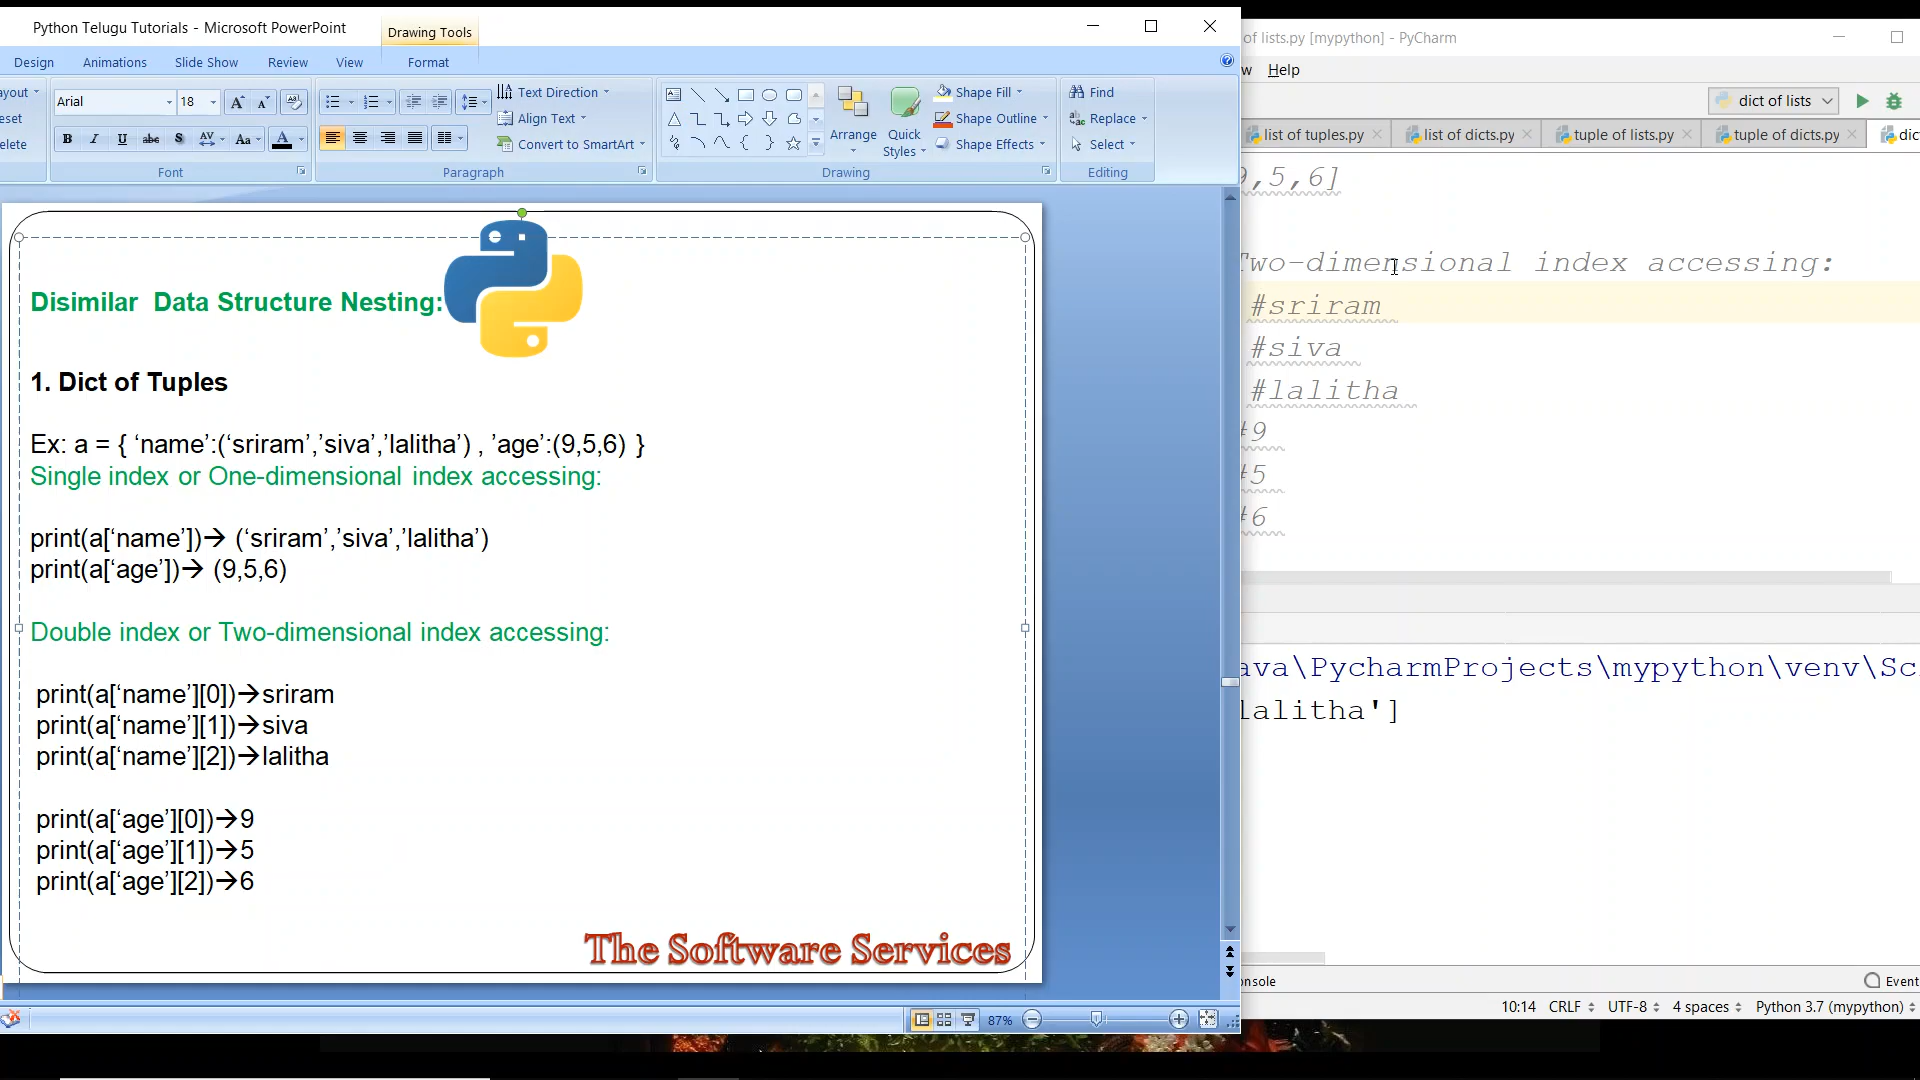 Python Telugu Tutorials - Microsoft PowerPoint
Drawing Tools
Design Animations Slide Show Review View Format
Arial 18
Text Direction
Align Text
Convert to SmartArt
Arrange
Quick Styles
Shape Fill
Shape Outline
Shape Effects
Find
Replace
Select
Font Paragraph Drawing Editing
Disimilar Data Structure Nesting:
1. Dict of Tuples
Ex: a = { ‘name’:(‘sriram’,’siva’,’lalitha’) , ’age’:(9,5,6) }
Single index or One-dimensional index accessing:
print(a[‘name’])→ (‘sriram’,’siva’,’lalitha’)
print(a[‘age’])→ (9,5,6)
Double index or Two-dimensional index accessing:
print(a[‘name’][0])→sriram
print(a[‘name’][1])→siva
print(a[‘name’][2])→lalitha
print(a[‘age’][0])→9
print(a[‘age’][1])→5
print(a[‘age’][2])→6
The Software Services
87%
of lists.py [mypython] - PyCharm
w Help
dict of lists
list of tuples.py list of dicts.py tuple of lists.py tuple of dicts.py dic
9,5,6]
Two-dimensional index accessing:
#sriram
#siva
#lalitha
#9
#5
#6
ava\PycharmProjects\mypython\venv\Sc
lalitha']
onsole
Event
10:14 CRLF UTF-8 4 spaces Python 3.7 (mypython)